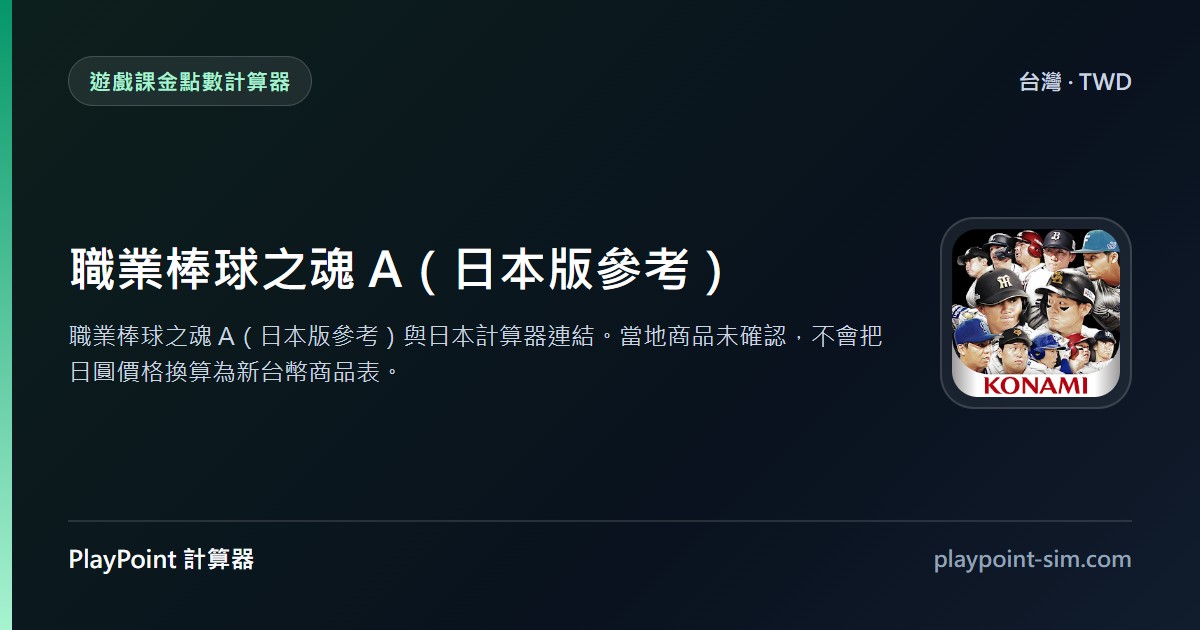 遊戲課金點數計算器
台灣 · TWD
職業棒球之魂 A（日本版參考）
職業棒球之魂 A（日本版參考）與日本計算器連結。當地商品未確認，不會把
日圓價格換算為新台幣商品表。
KONAMI
PlayPoint 計算器
playpoint-sim.com